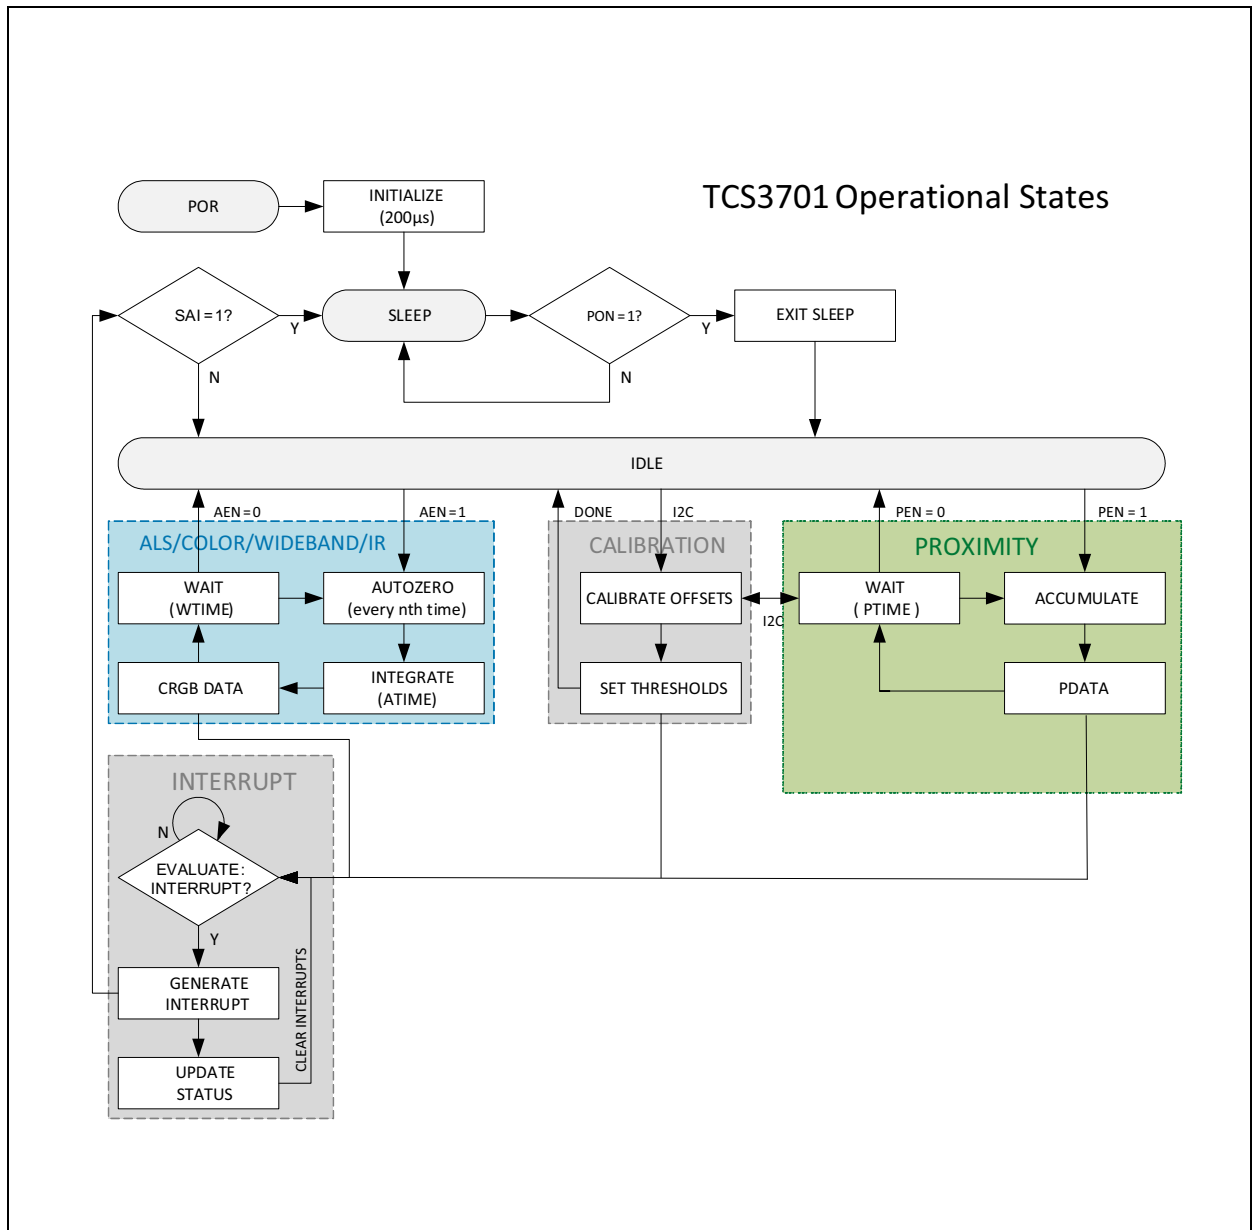 TCS3701 Operational States
POR
INITIALIZE
(200µs)
SAI = 1?
Y
N
SLEEP
PON = 1?
Y
N
EXIT SLEEP
IDLE
AEN = 0
AEN = 1
DONE
I2C
PEN = 0
PEN = 1
ALS/COLOR/WIDEBAND/IR
WAIT
(WTIME)
AUTOZERO
(every nth time)
CRGB DATA
INTEGRATE
(ATIME)
CALIBRATION
CALIBRATE OFFSETS
I2C
SET THRESHOLDS
PROXIMITY
WAIT
( PTIME )
ACCUMULATE
PDATA
INTERRUPT
N
EVALUATE:
INTERRUPT?
Y
GENERATE
INTERRUPT
CLEAR INTERRUPTS
UPDATE
STATUS